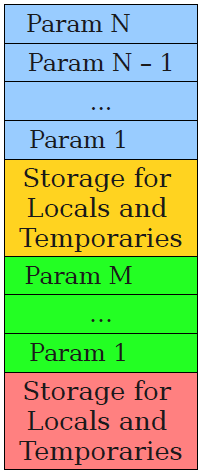 Param N
Param N – 1
...
Param 1
Storage for
Locals and
Temporaries
Param M
...
Param 1
Storage for
Locals and
Temporaries